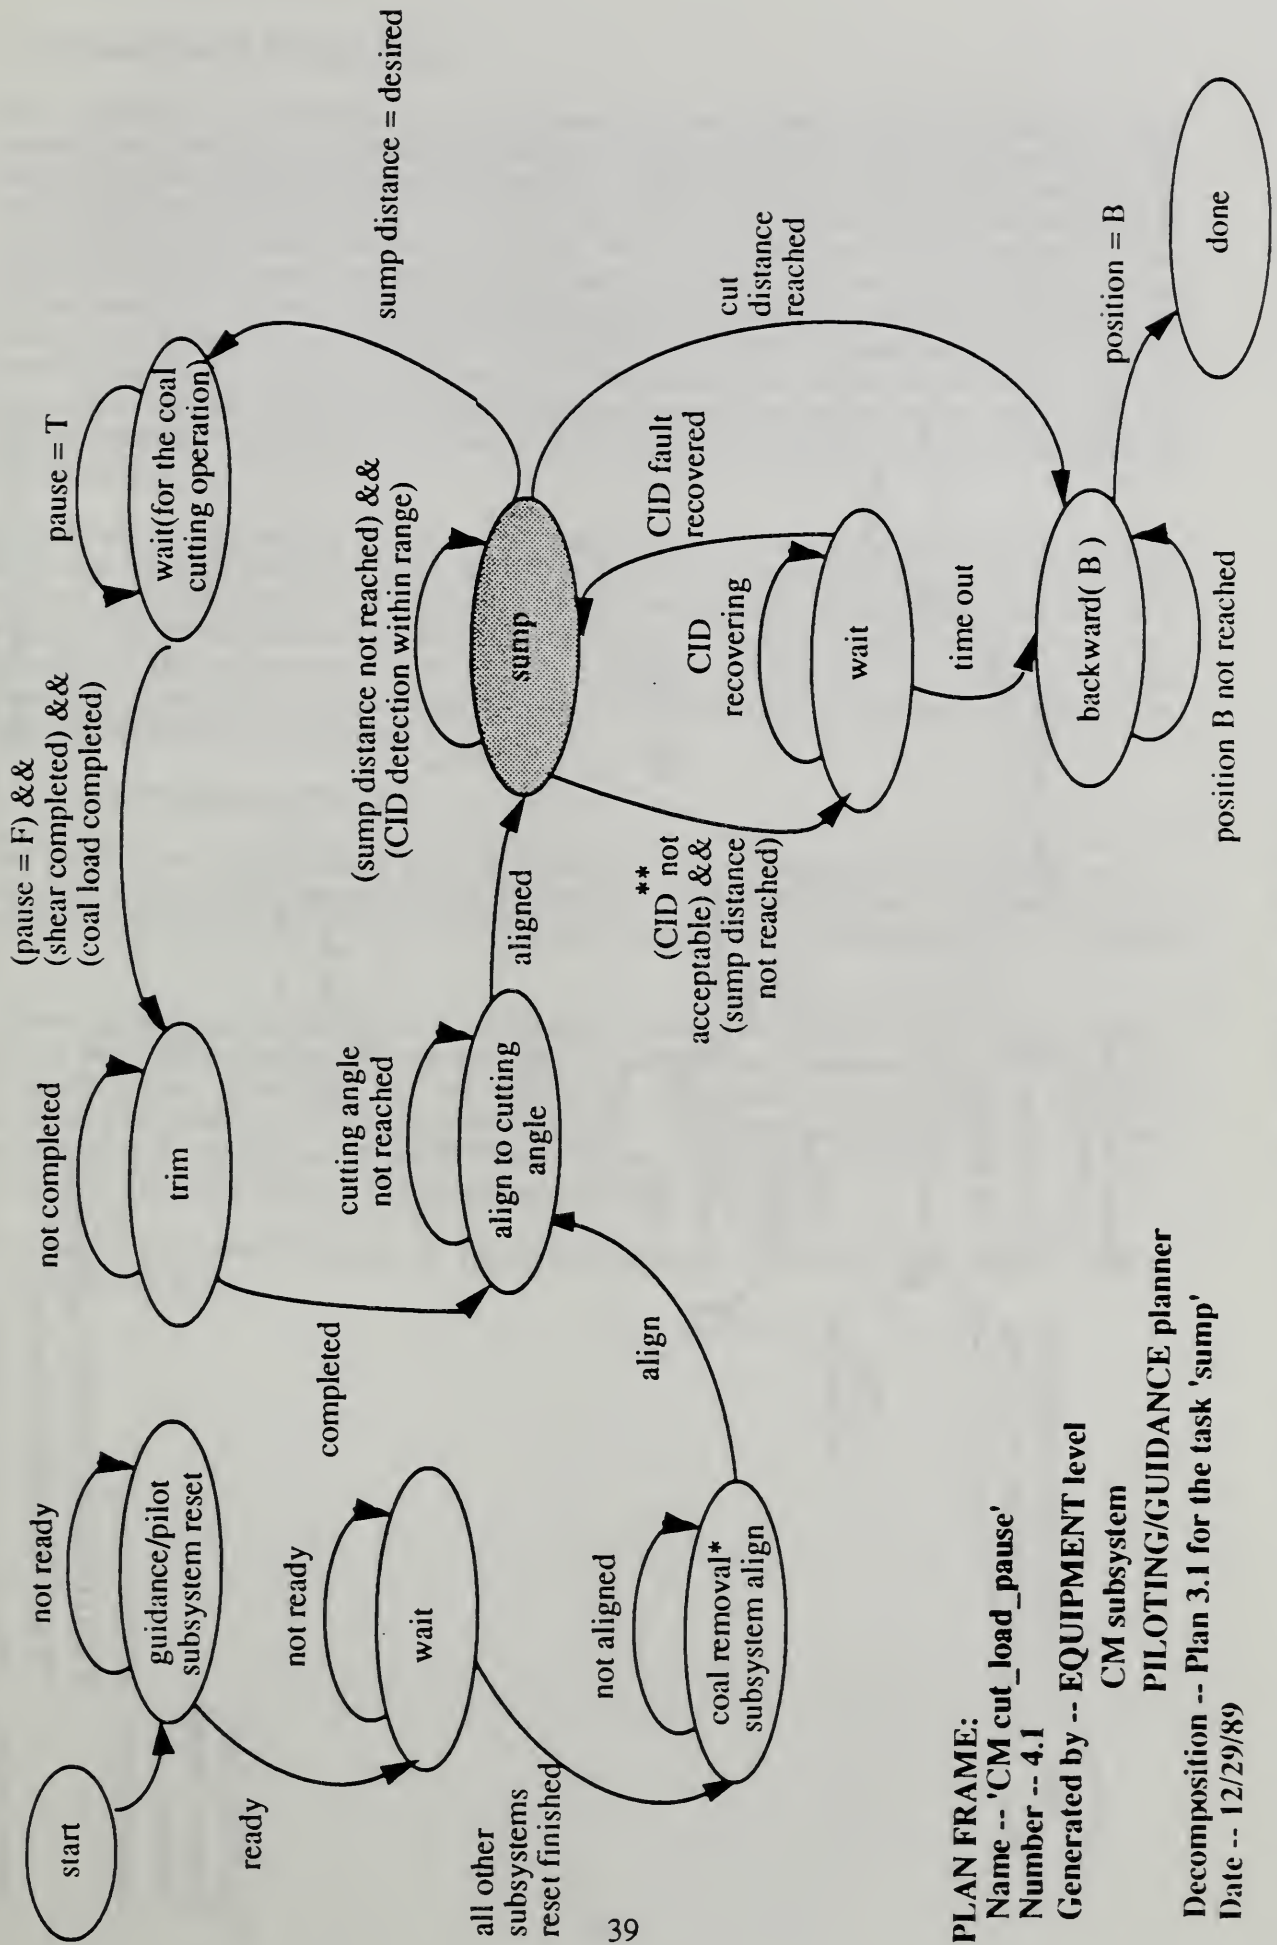 start
not ready
guidance/pilot
subsystem reset
ready
not ready
wait
all other
subsystems
reset finished
not aligned
coal removal*
subsystem align
align
not completed
trim
completed
cutting angle
not reached
align to cutting
angle
aligned
(pause = F) &&
(shear completed) &&
(coal load completed)
pause = T
wait(for the coal
cutting operation)
sump distance = desired
(sump distance not reached) &&
(CID detection within range)
sump
**
(CID not
acceptable) &&
(sump distance
not reached)
CID fault
recovered
CID
recovering
wait
time out
cut
distance
reached
backward( B )
position B not reached
position = B
done
PLAN FRAME:
Name -- 'CM cut_load_pause'
Number -- 4.1
Generated by -- EQUIPMENT level
CM subsystem
PILOTING/GUIDANCE planner
Decomposition -- Plan 3.1 for the task 'sump'
Date -- 12/29/89
39